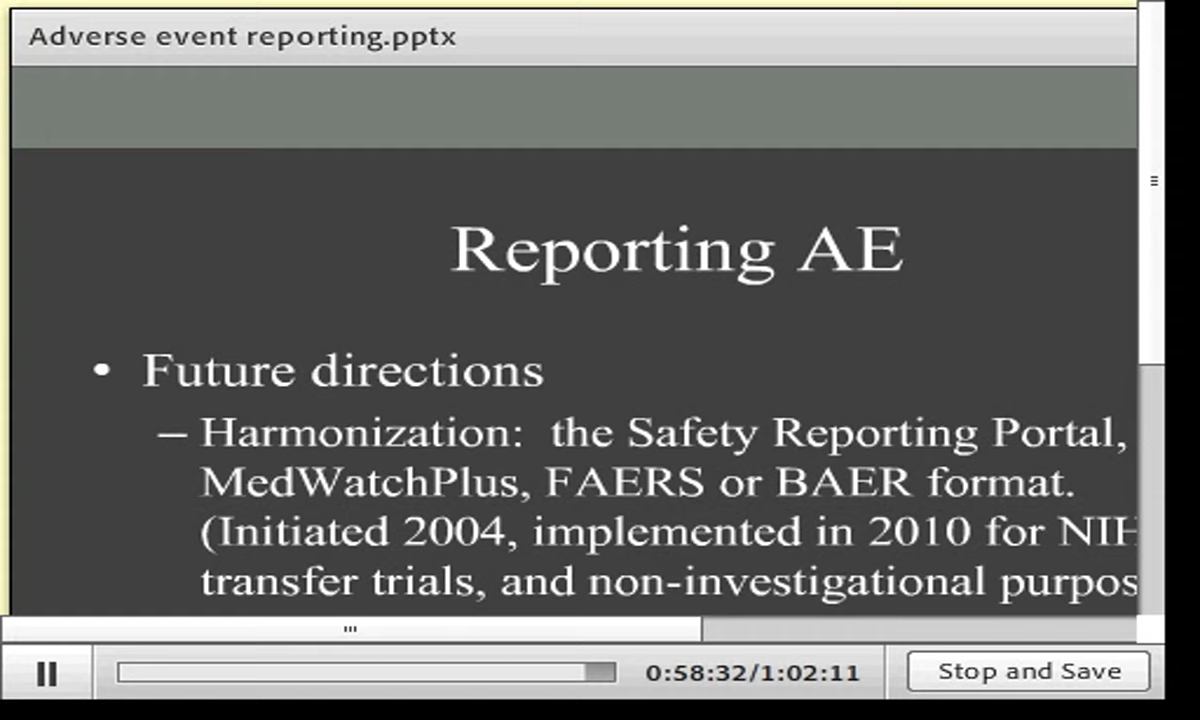 Adverse event reporting.pptx
Reporting AE
• Future directions
– Harmonization: the Safety Reporting Portal,
MedWatchPlus, FAERS or BAER format.
(Initiated 2004, implemented in 2010 for NIH
transfer trials, and non-investigational purpos
0:58:32/1:02:11
Stop and Save